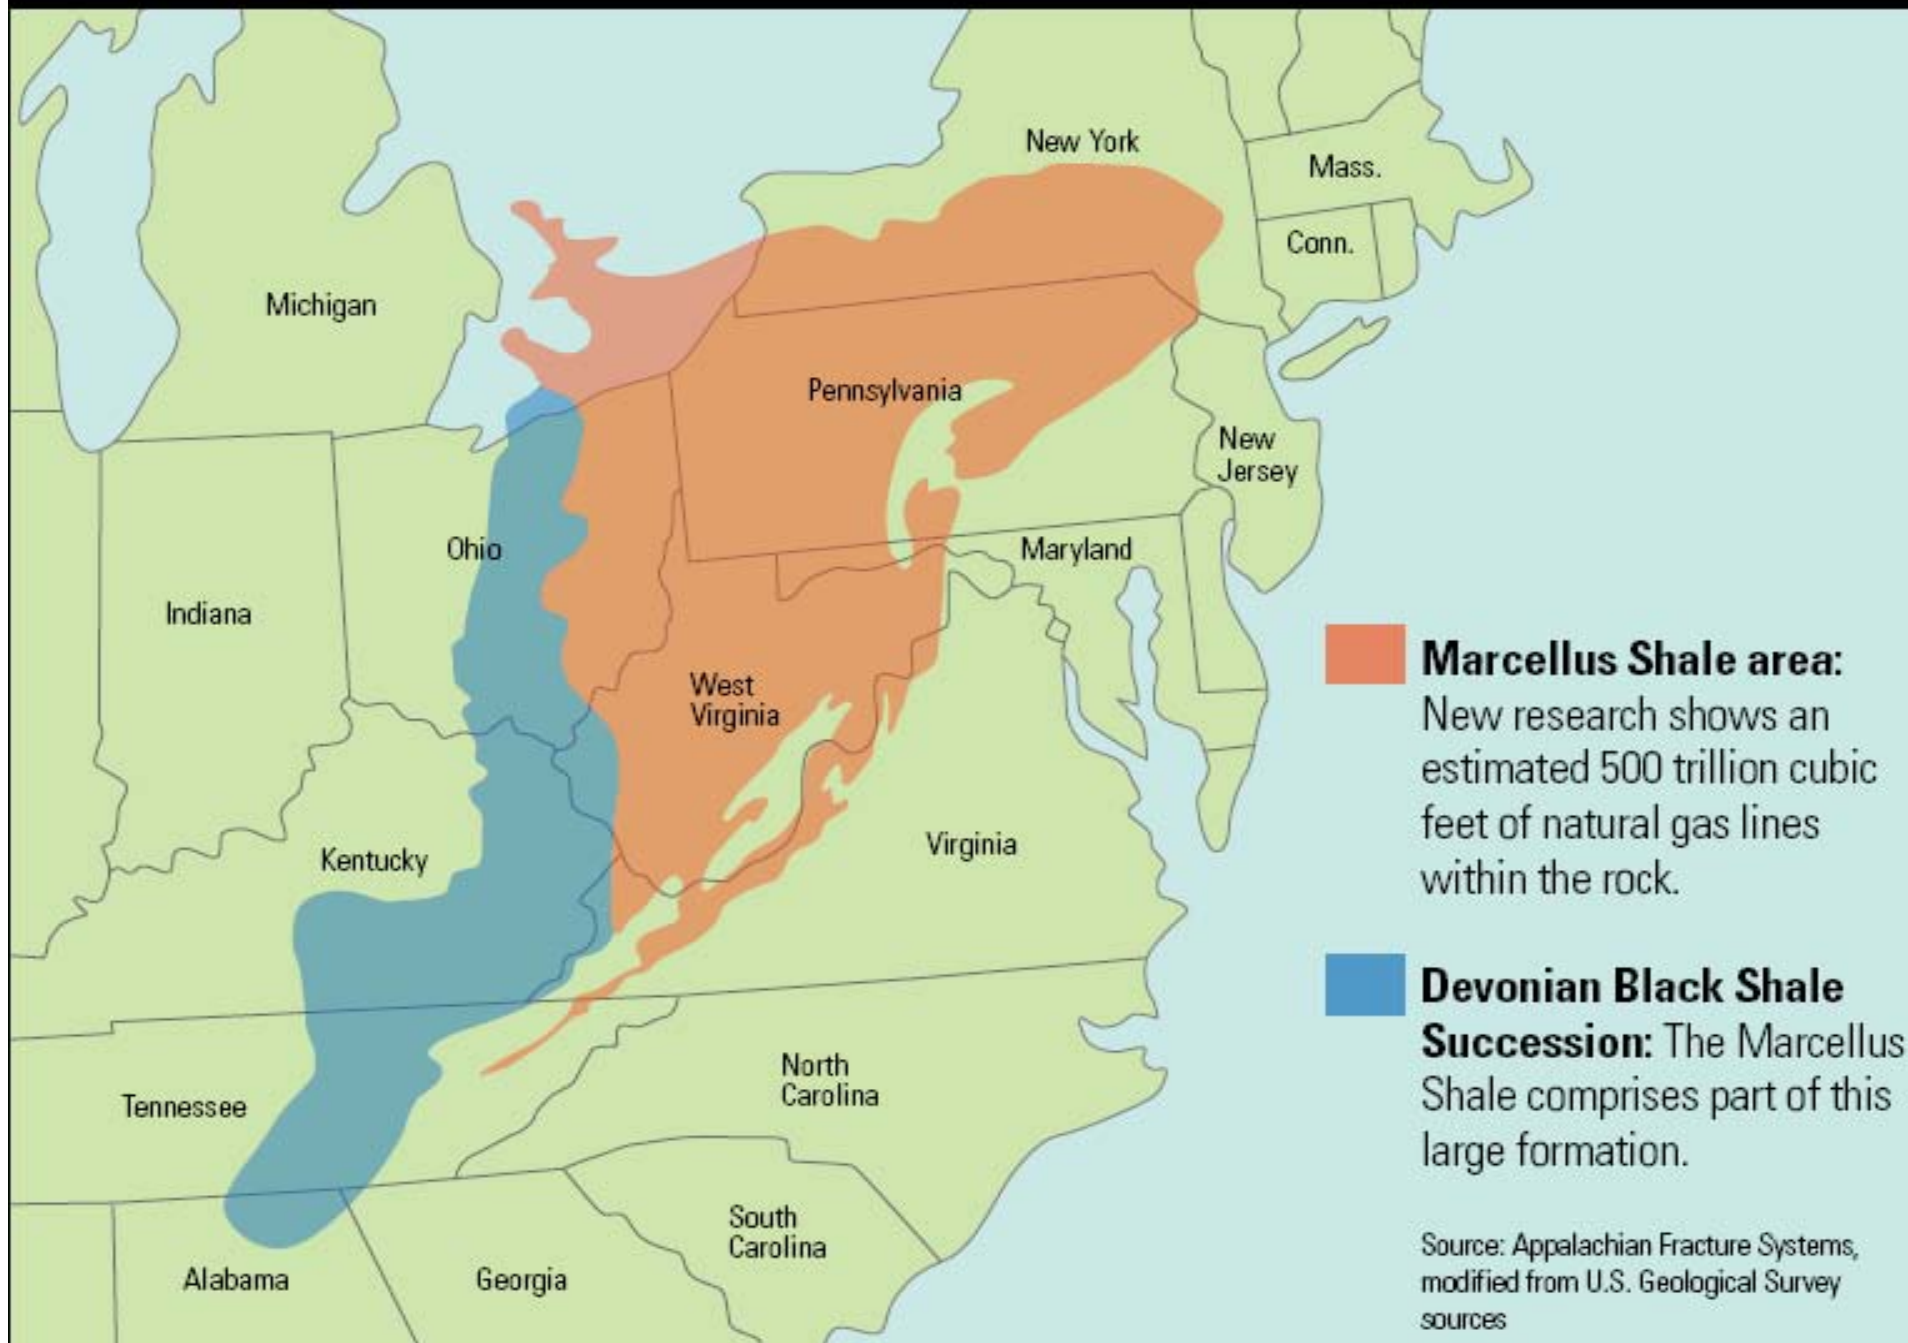 New York
Mass.
Conn.
Michigan
Pennsylvania
New
Jersey
Ohio
Maryland
Indiana
West
Virginia
Kentucky
Virginia
North
Carolina
Tennessee
South
Carolina
Alabama
Georgia
Marcellus Shale area:
New research shows an
estimated 500 trillion cubic
feet of natural gas lines
within the rock.
Devonian Black Shale
Succession: The Marcellus
Shale comprises part of this
large formation.
Source: Appalachian Fracture Systems,
modified from U.S. Geological Survey
sources